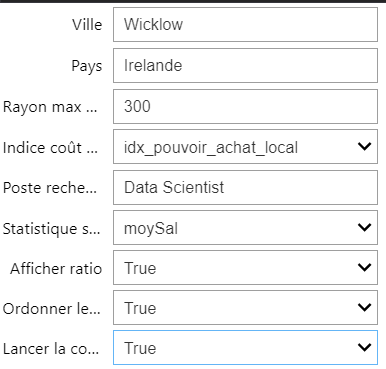 Ville Wicklow
Pays Irelande
Rayon max ... 300
Indice coût ... idx_pouvoir_achat_local
Poste reche... Data Scientist
Statistique s... moySal
Afficher ratio True
Ordonner le... True
Lancer la co... True